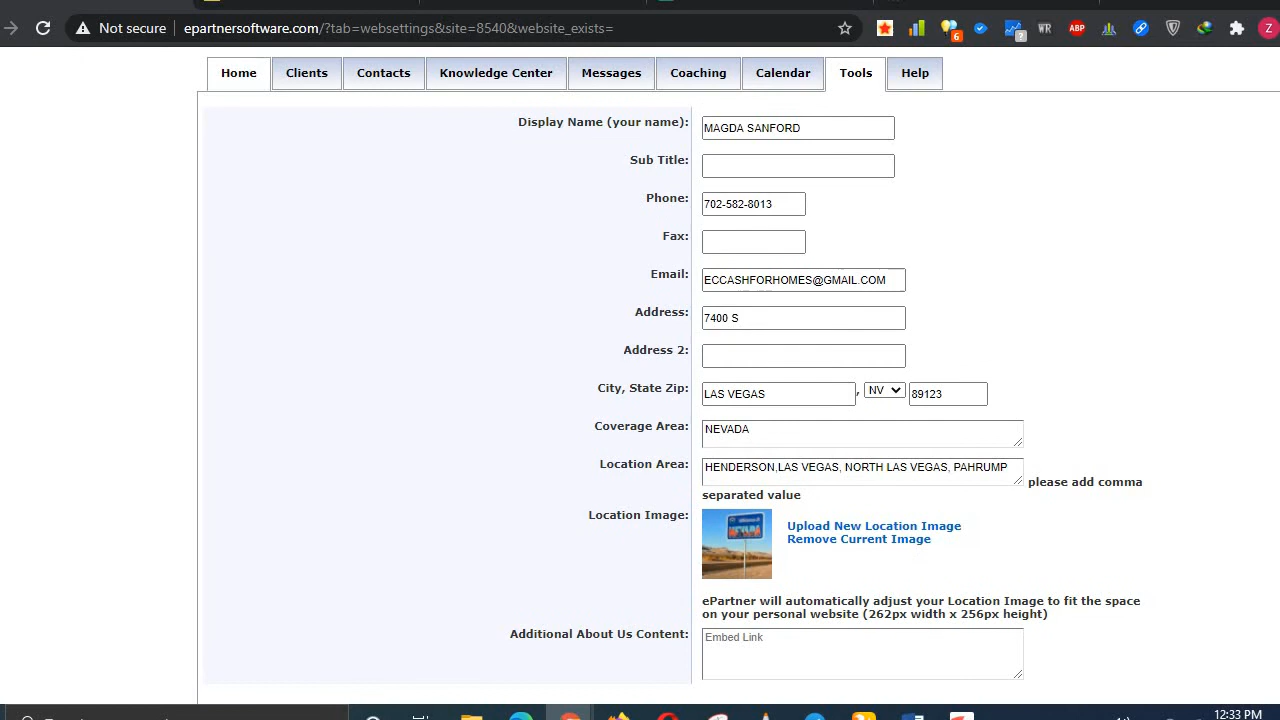 Not secure epartnersoftware.com/?tab=websettings&site=8540&website_exists=
6 ? WR ABP Z
Home Clients Contacts Knowledge Center Messages Coaching Calendar Tools Help
Display Name (your name): MAGDA SANFORD
Sub Title:
Phone: 702-582-8013
Fax:
Email: ECCASHFORHOMES@GMAIL.COM
Address: 7400 S
Address 2:
City, State Zip: LAS VEGAS , NV 89123
Coverage Area: NEVADA
Location Area: HENDERSON,LAS VEGAS, NORTH LAS VEGAS, PAHRUMP please add comma
separated value
Location Image: Upload New Location Image
Remove Current Image
ePartner will automatically adjust your Location Image to fit the space
on your personal website (262px width x 256px height)
Additional About Us Content: Embed Link
12:33 PM